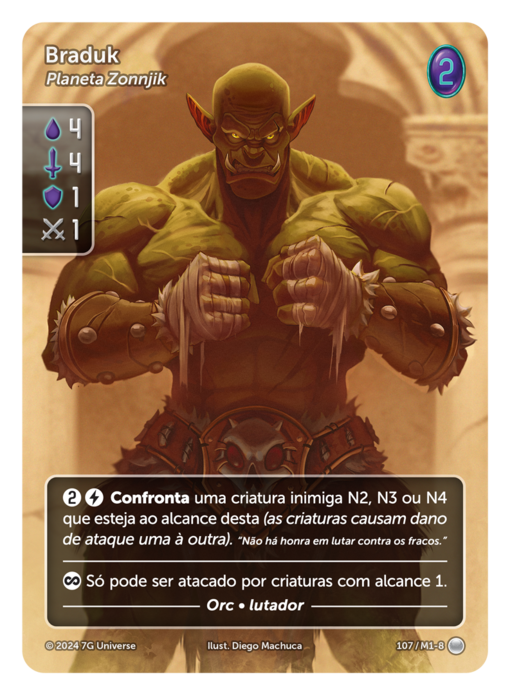 Braduk
Planeta Zonnjik
2
4
4
1
1
2 Confronta uma criatura inimiga N2, N3 ou N4
que esteja ao alcance desta (as criaturas causam dano
de ataque uma à outra). "Não há honra em lutar contra os fracos."
∞ Só pode ser atacado por criaturas com alcance 1.
Orc • lutador
© 2024 7G Universe
Ilust. Diego Machuca
107 / M1-8